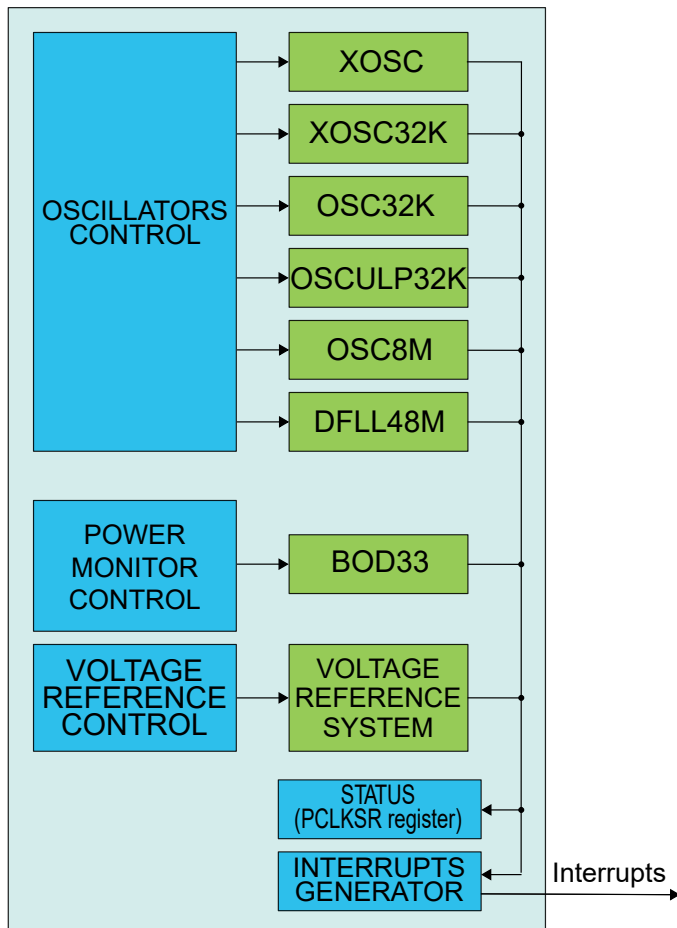 OSCILLATORS
CONTROL
XOSC
XOSC32K
OSC32K
OSCULP32K
OSC8M
DFLL48M
POWER
MONITOR
CONTROL
BOD33
VOLTAGE
REFERENCE
CONTROL
VOLTAGE
REFERENCE
SYSTEM
STATUS
(PCLKSR register)
INTERRUPTS
GENERATOR
Interrupts